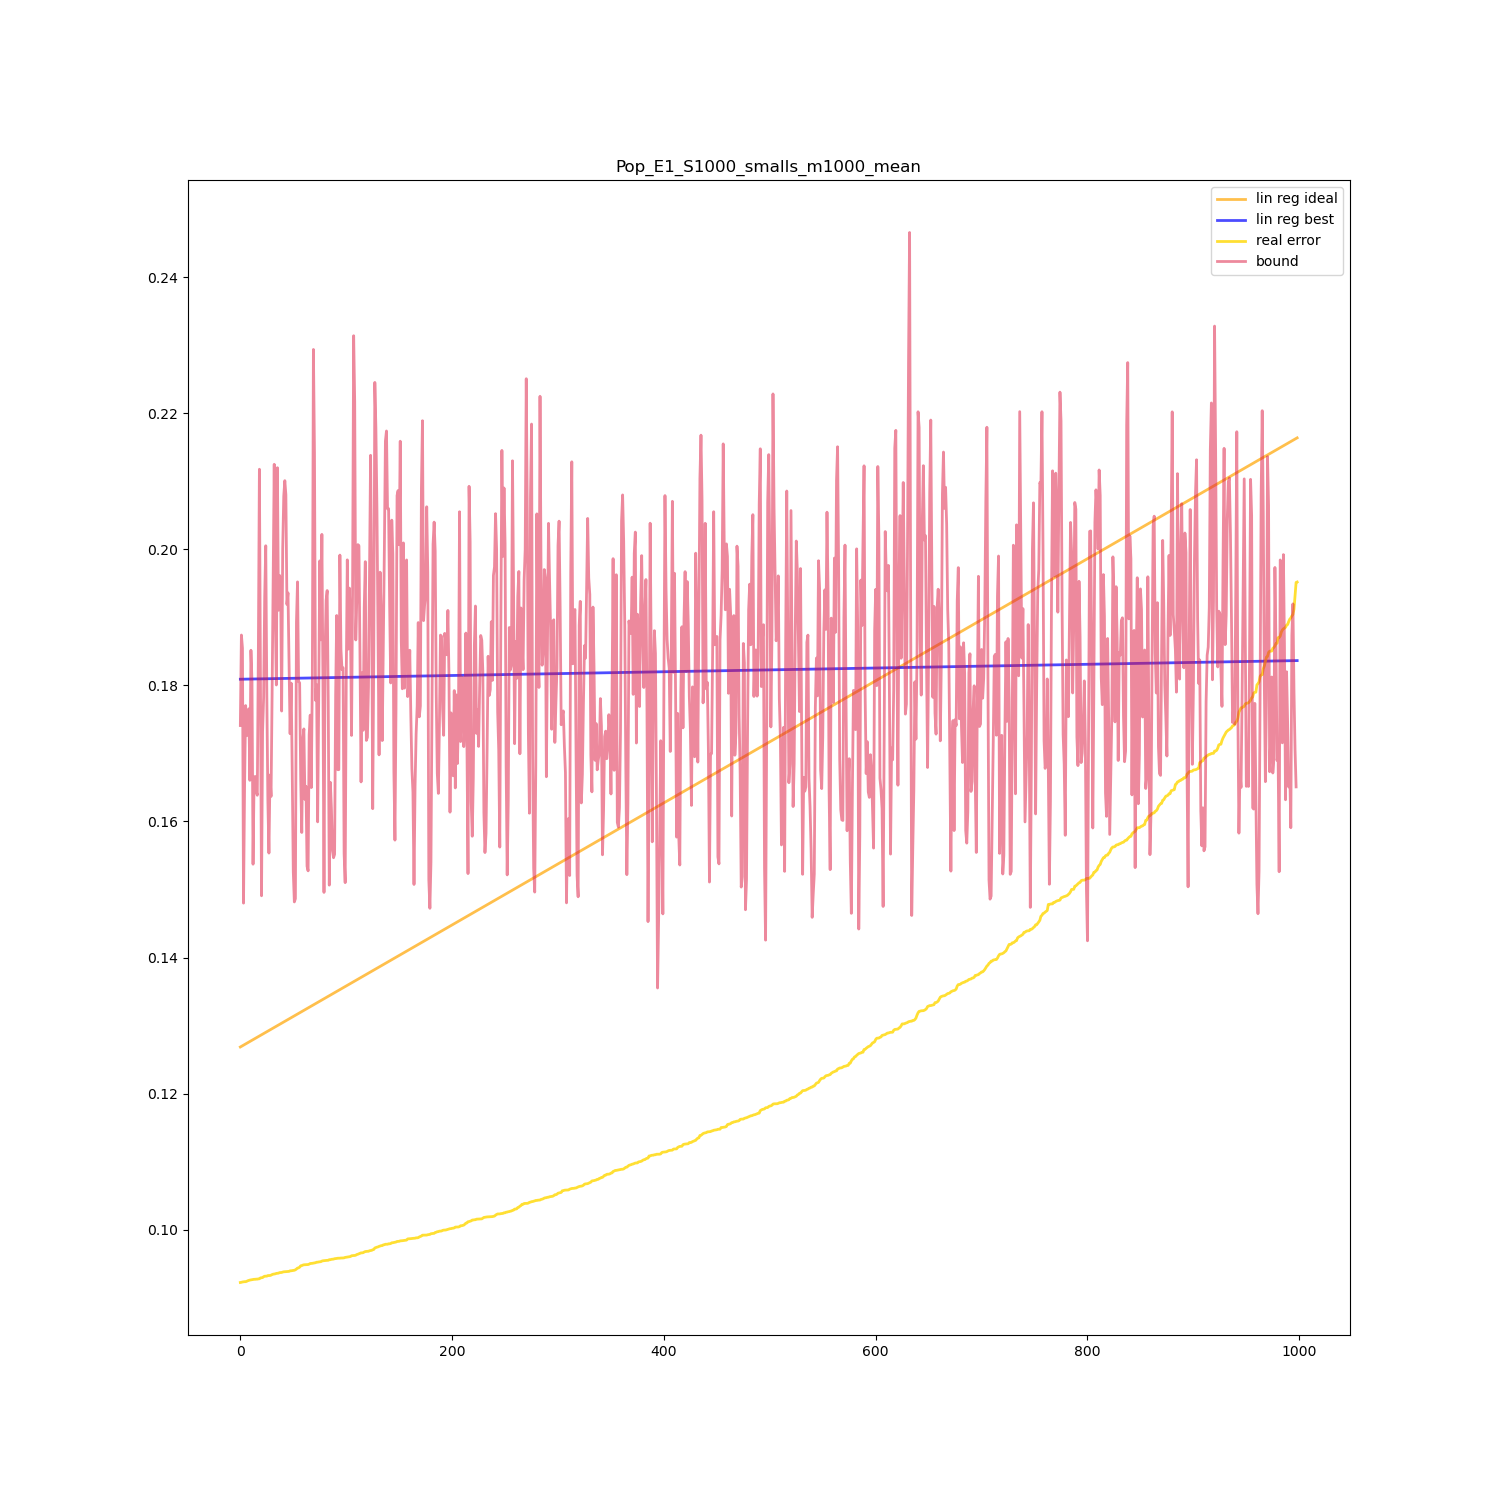 Pop_E1_S1000_smalls_m1000_mean
lin reg ideal
lin reg best
real error
bound
0.24
0.22
0.20
0.18
0.16
0.14
0.12
0.10
0 200 400 600 800 1000